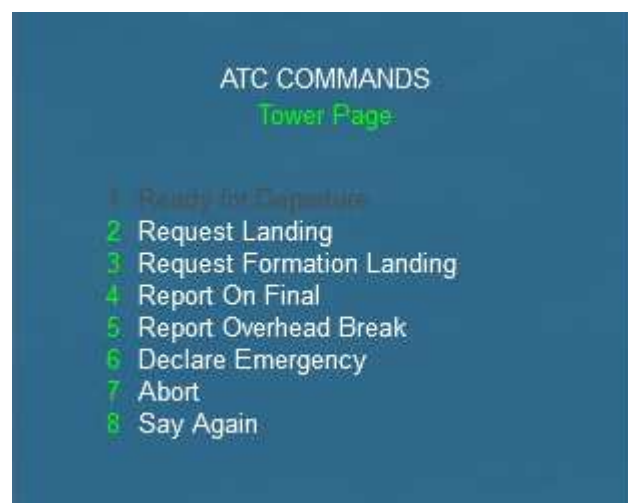 ATC COMMANDS
Tower Page
1 Ready for Departure
2 Request Landing
3 Request Formation Landing
4 Report On Final
5 Report Overhead Break
6 Declare Emergency
7 Abort
8 Say Again